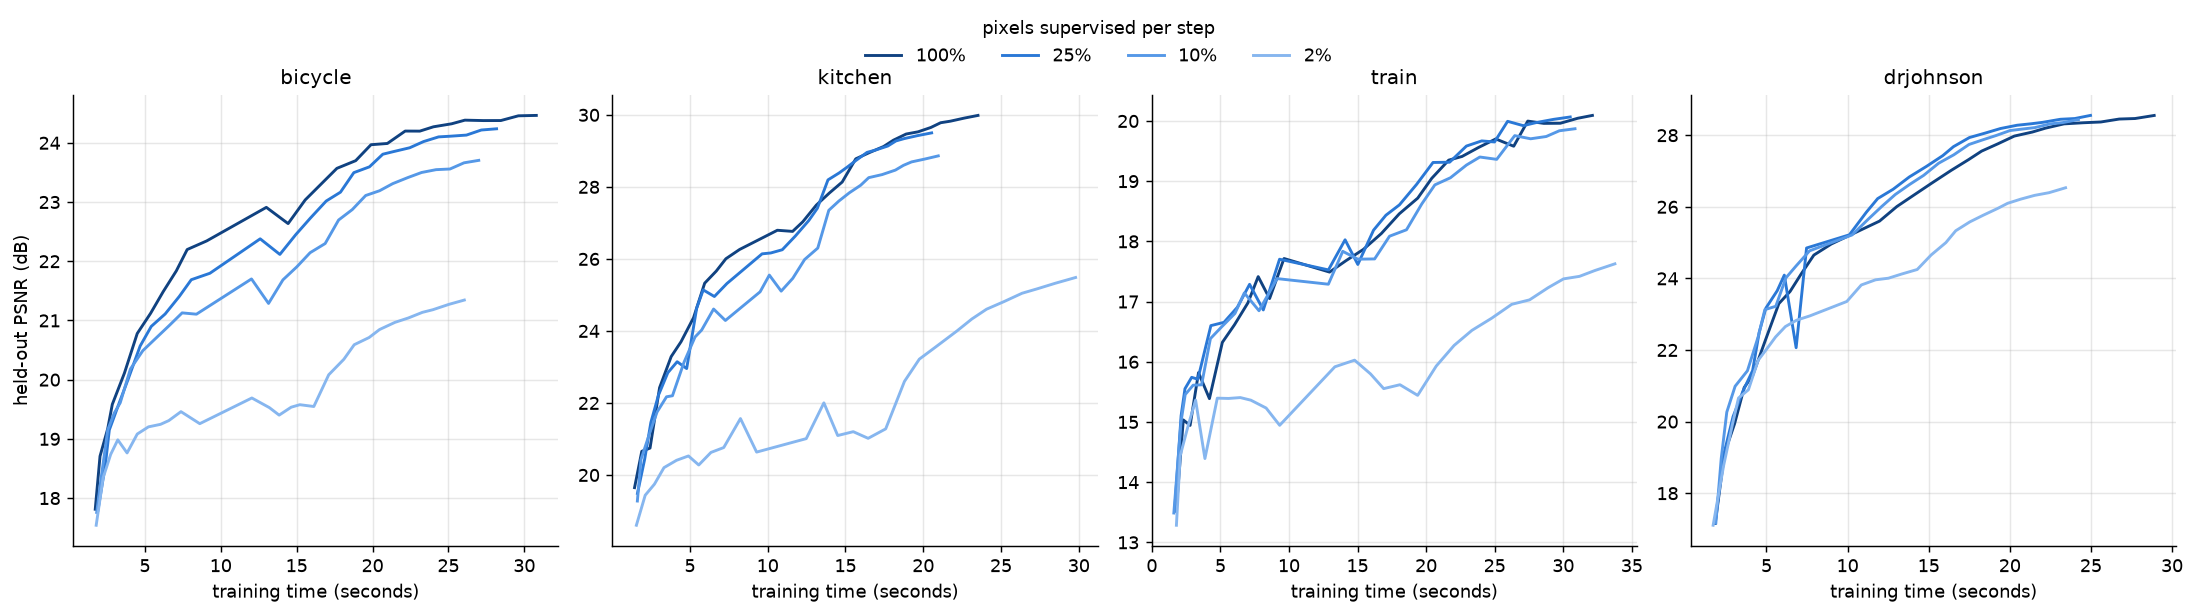 pixels supervised per step
100% 25% 10% 2%
bicycle kitchen train drjohnson
held-out PSNR (dB)
24
23
22
21
20
19
18
5 10 15 20 25 30
training time (seconds)
30
28
26
24
22
20
5 10 15 20 25 30
training time (seconds)
20
19
18
17
16
15
14
13
0 5 10 15 20 25 30 35
training time (seconds)
28
26
24
22
20
18
5 10 15 20 25 30
training time (seconds)